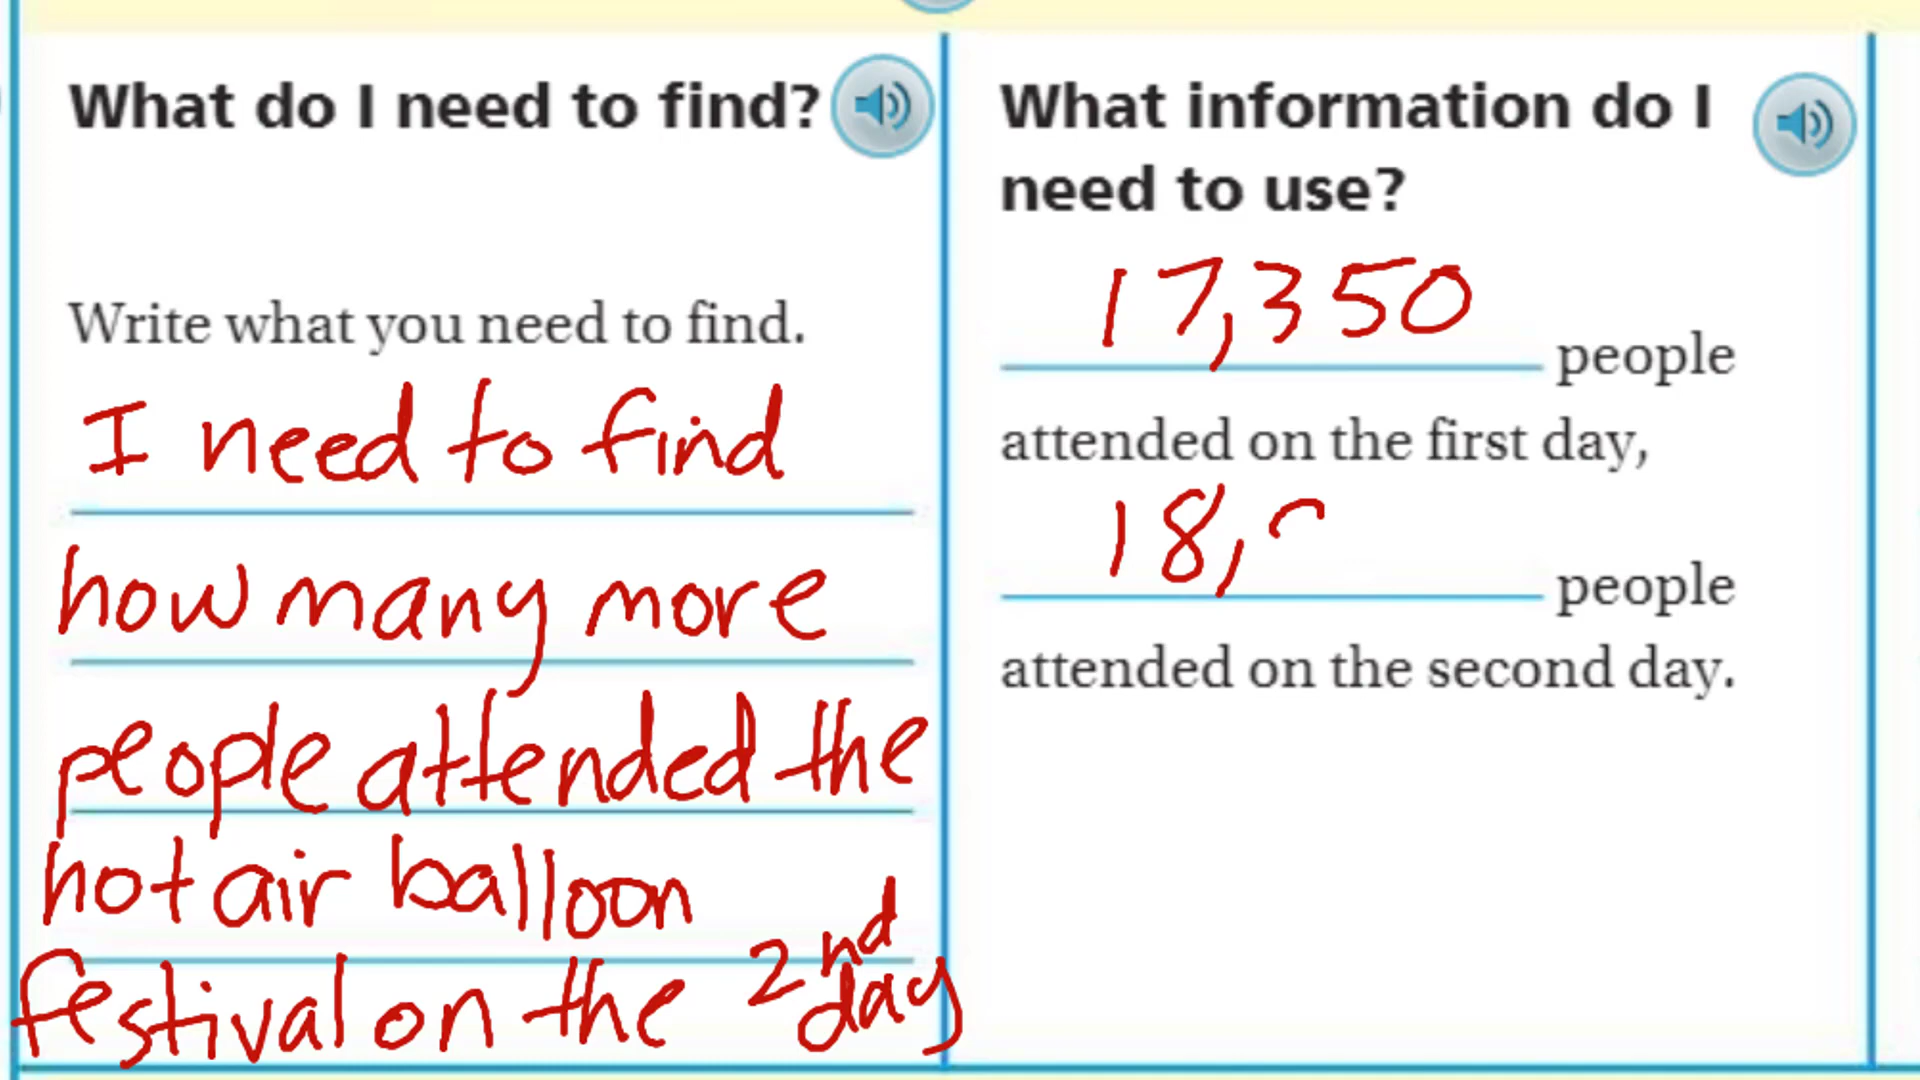 What do I need to find?
Write what you need to find.
I need to find
how many more
people attended the
hot air balloon
festival on the 2nd day
What information do I
need to use?
17,350
people
attended on the first day,
18,
people
attended on the second day.